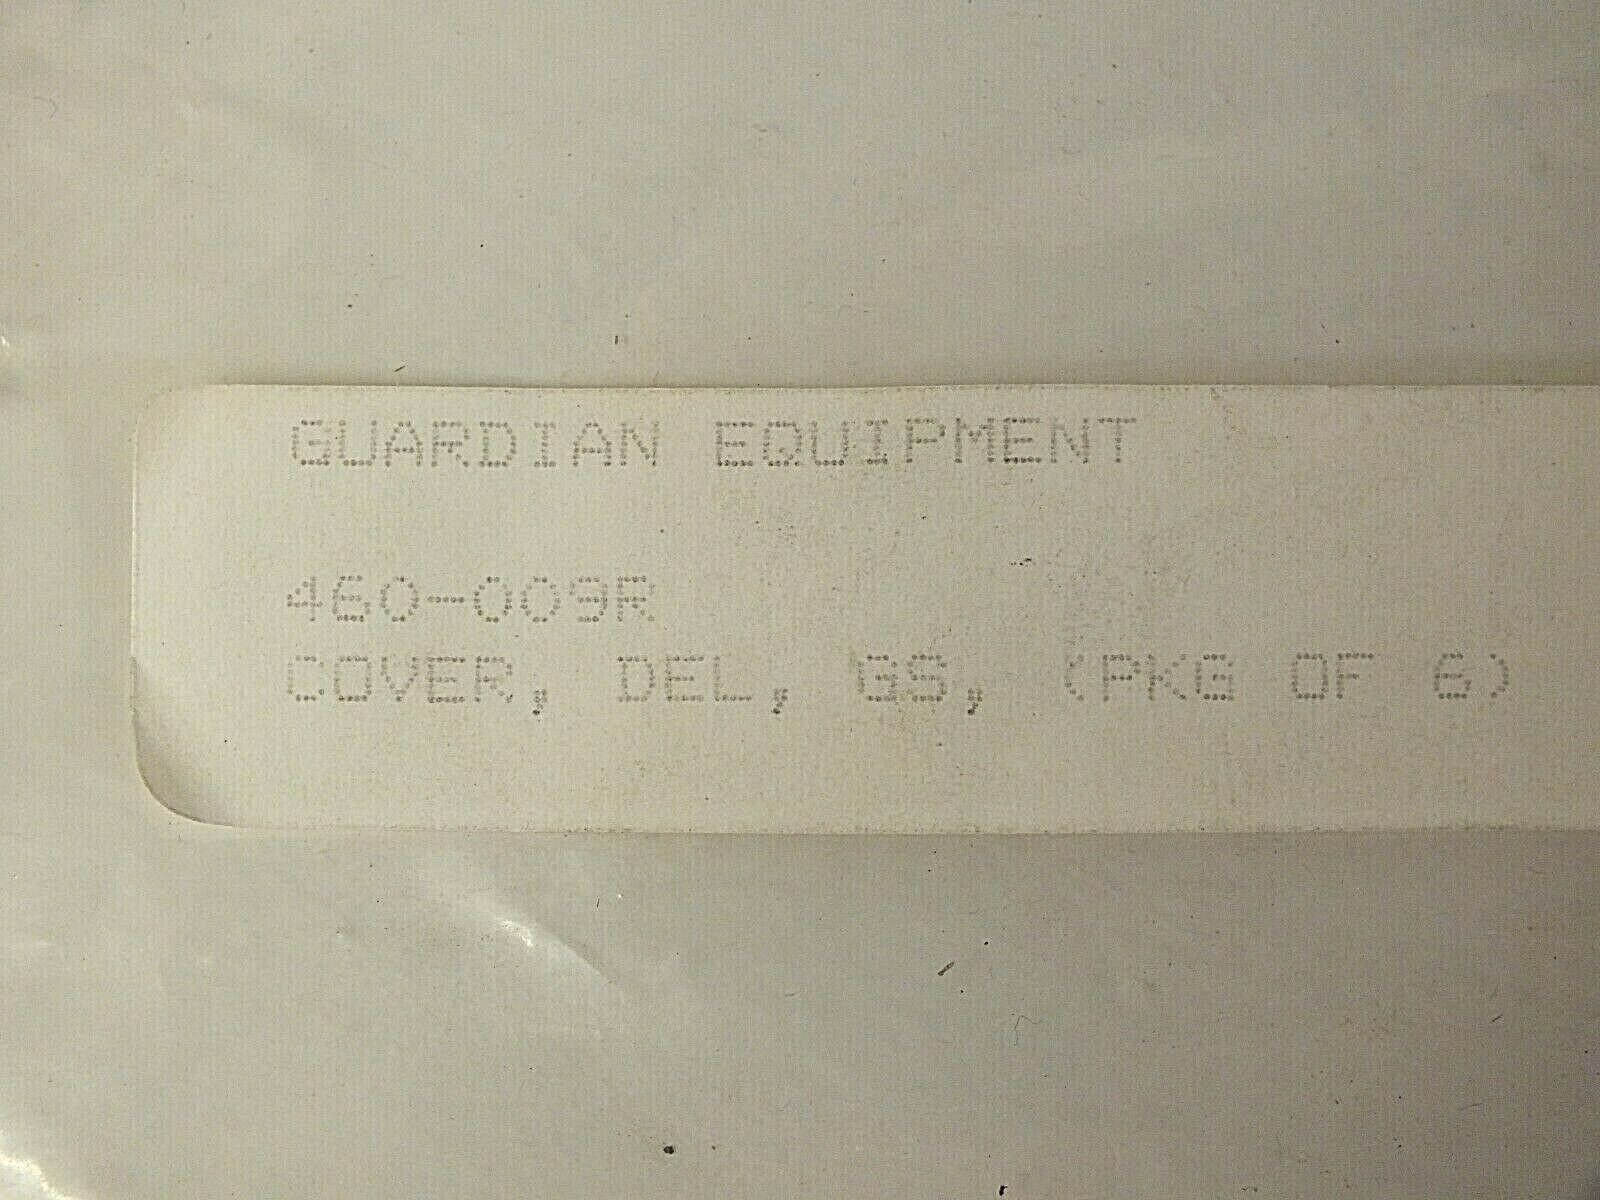 GUARDIAN EQUIPMENT
460-009R
COVER, DEL, GS, (PKG OF 6)